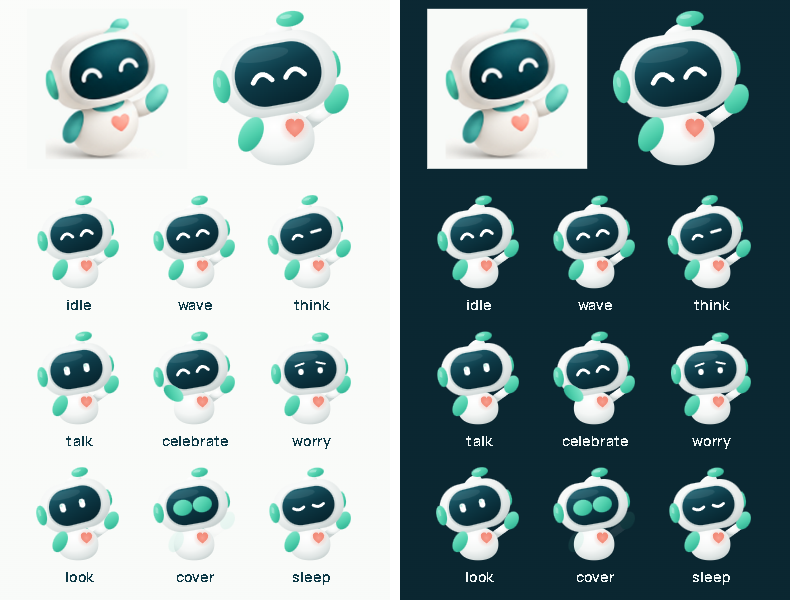 idle wave think idle wave think
talk celebrate worry talk celebrate worry
look cover sleep look cover sleep